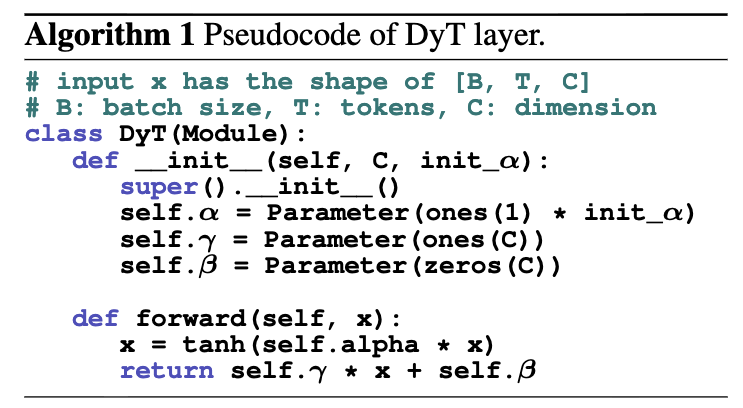 Algorithm 1 Pseudocode of DyT layer.
# input x has the shape of [B, T, C]
# B: batch size, T: tokens, C: dimension
class DyT(Module):
    def __init__(self, C, init_α):
        super().__init__()
        self.α = Parameter(ones(1) * init_α)
        self.γ = Parameter(ones(C))
        self.β = Parameter(zeros(C))

    def forward(self, x):
        x = tanh(self.alpha * x)
        return self.γ * x + self.β